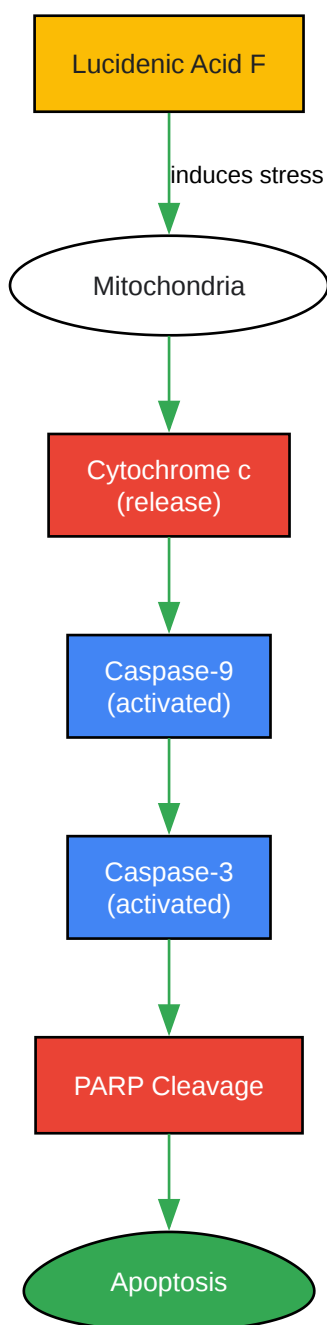 Lucidenic Acid F
induces stress
Mitochondria
Cytochrome c
(release)
Caspase-9
(activated)
Caspase-3
(activated)
PARP Cleavage
Apoptosis